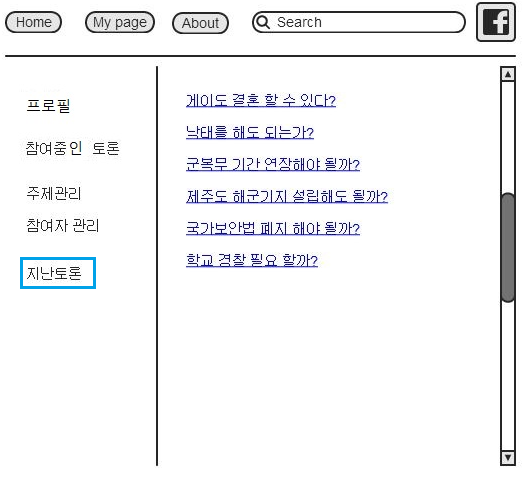 Home
My page
About
Search
프로필
참여중인 토론
주제관리
참여자 관리
지난토론
게이도 결혼 할 수 있다?
낙태를 해도 되는가?
군복무 기간 연장해야 될까?
제주도 해군기지 설립해도 될까?
국가보안법 폐지 해야 될까?
학교 경찰 필요 할까?